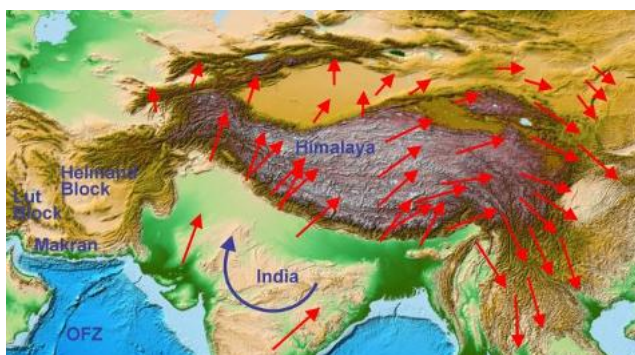 Himalaya
Helmand
Block
Lut
Block
Makran
India
OFZ